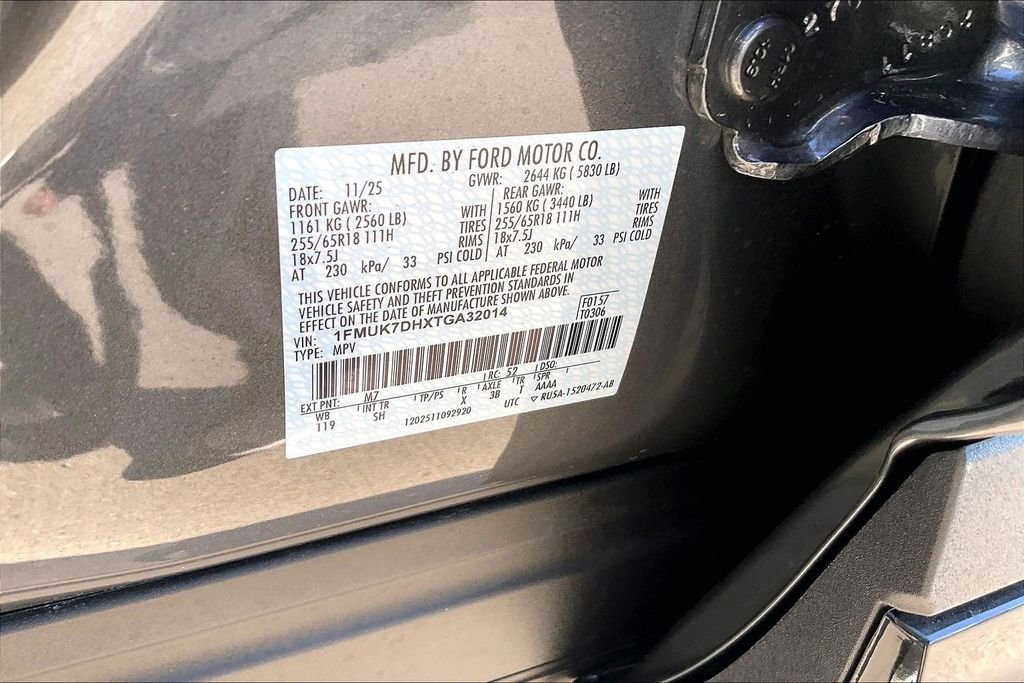 MFD. BY FORD MOTOR CO.
DATE: 11/25 GVWR: 2644 KG ( 5830 LB)
FRONT GAWR: REAR GAWR:
1161 KG ( 2560 LB) WITH 1560 KG ( 3440 LB) WITH
255/65R18 111H TIRES 255/65R18 111H TIRES
18x7.5J RIMS 18x7.5J RIMS
AT 230 kPa/ 33 PSI COLD AT 230 kPa/ 33 PSI COLD
THIS VEHICLE CONFORMS TO ALL APPLICABLE FEDERAL MOTOR
VEHICLE SAFETY AND THEFT PREVENTION STANDARDS IN
EFFECT ON THE DATE OF MANUFACTURE SHOWN ABOVE.
F0157
T0306
VIN: 1FMUK7DHXTGA32014
TYPE: MPV
EXT PNT: M7 RC: 52 DSO:
WB INT TR TP/PS R AXLE TR SPR
119 SH X 3B T AAAA
1202511092920 UTC ▽ RU5A-1520472-AB